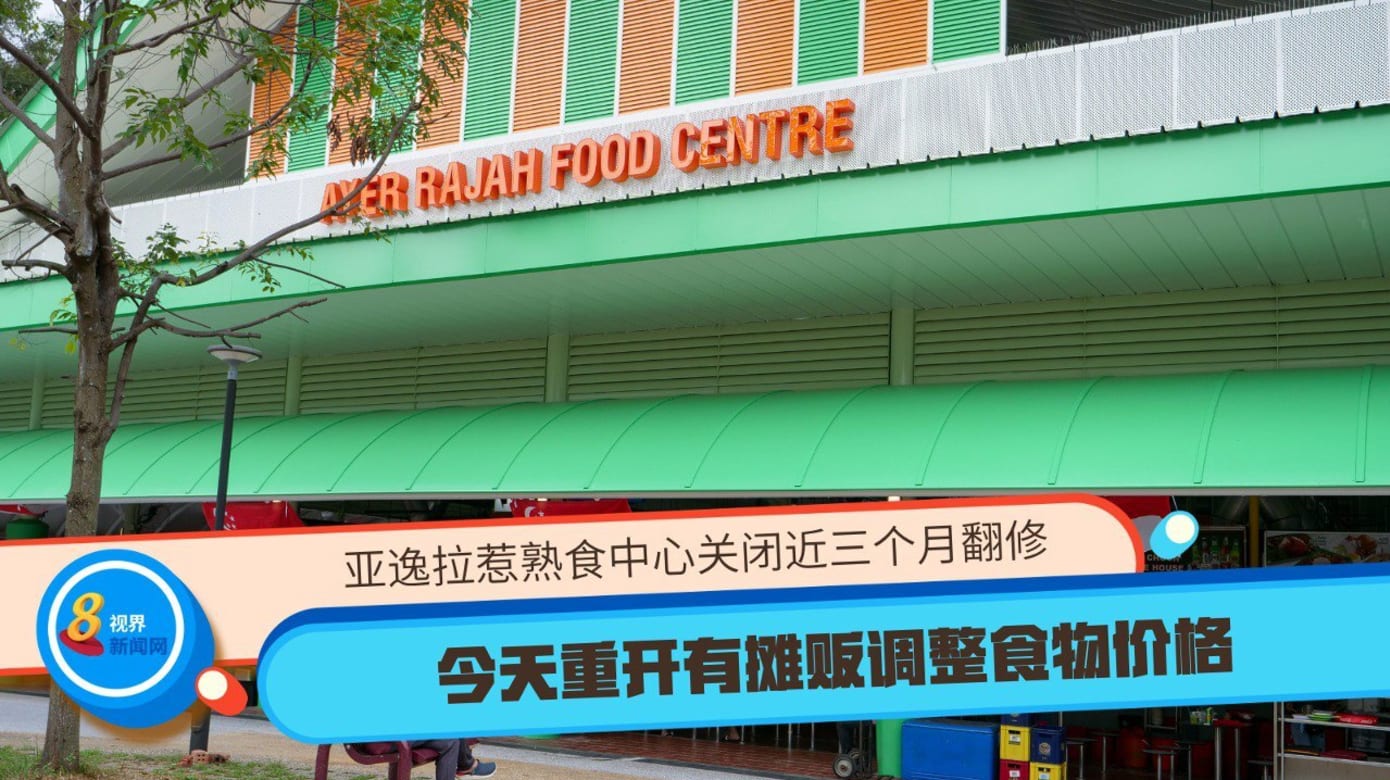 AYER RAJAH FOOD CENTRE
亚逸拉惹熟食中心关闭近三个月翻修
8视界
新闻网
今天重开有摊贩调整食物价格